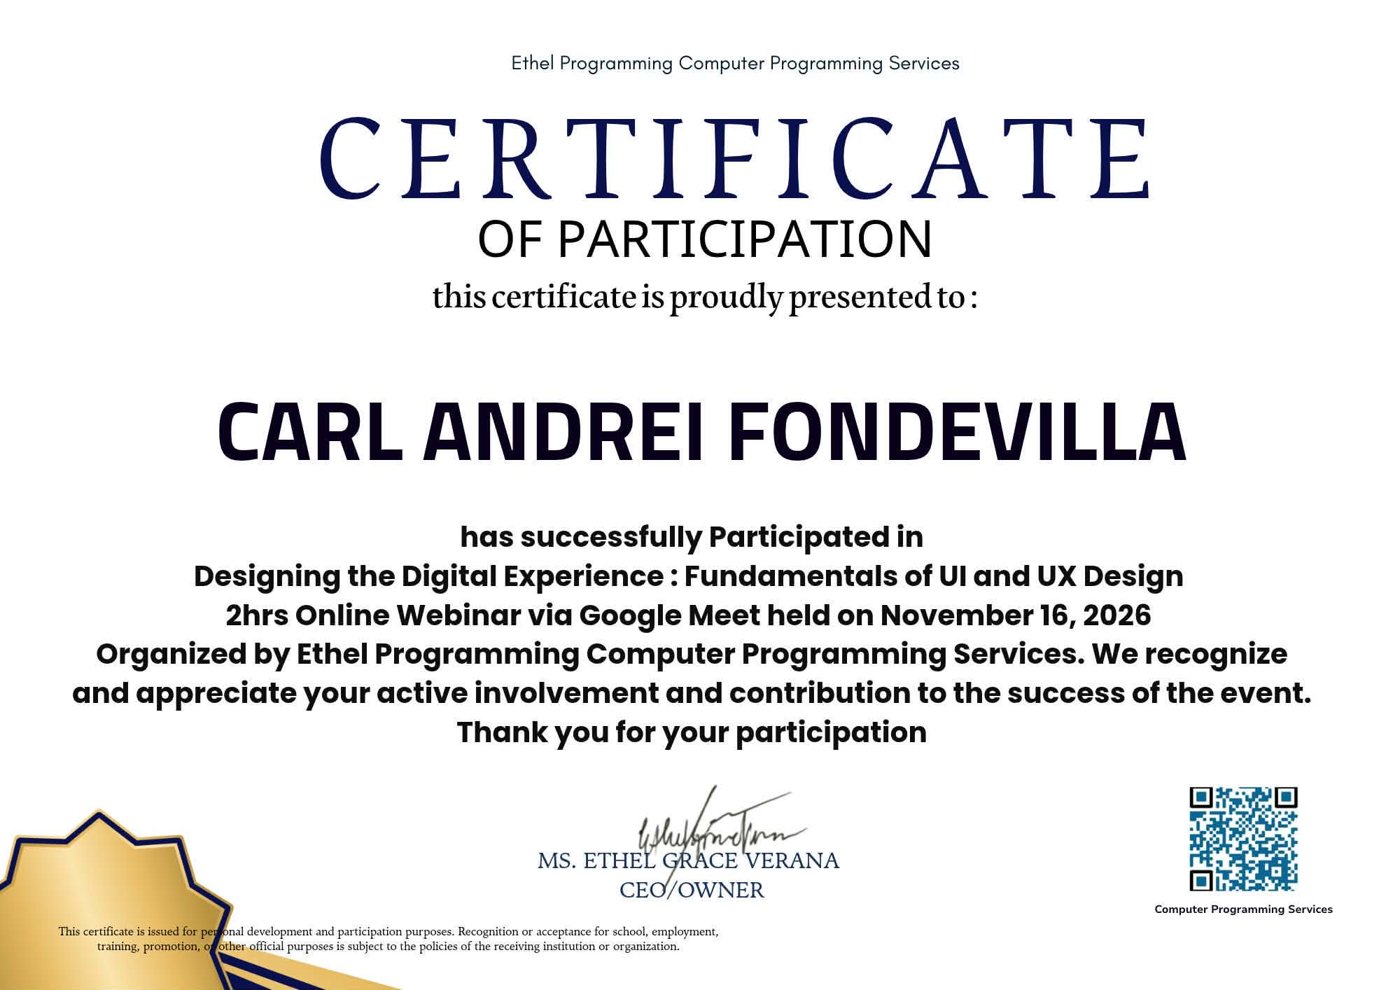 Ethel Programming Computer Programming Services
CERTIFICATE
OF PARTICIPATION
this certificate is proudly presented to :
CARL ANDREI FONDEVILLA
has successfully Participated in
Designing the Digital Experience : Fundamentals of UI and UX Design
2hrs Online Webinar via Google Meet held on November 16, 2026
Organized by Ethel Programming Computer Programming Services. We recognize
and appreciate your active involvement and contribution to the success of the event.
Thank you for your participation
MS. ETHEL GRACE VERANA
CEO/OWNER
Computer Programming Services
This certificate is issued for personal development and participation purposes. Recognition or acceptance for school, employment,
training, promotion, or other official purposes is subject to the policies of the receiving institution or organization.